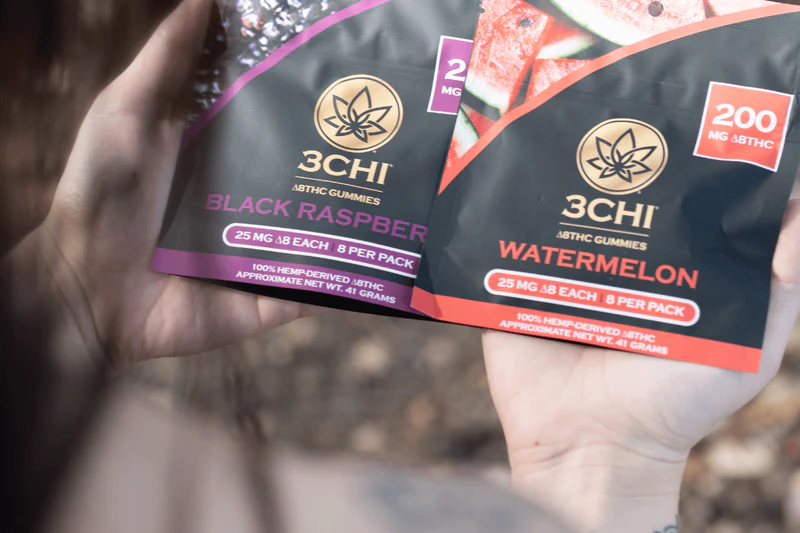 2
MG
3CHI
Δ8THC GUMMIES
BLACK RASPBER
25 MG Δ8 EACH | 8 PER PACK
100% HEMP-DERIVED Δ8THC
APPROXIMATE NET WT. 41 GRAMS
200
MG Δ8THC
3CHI
Δ8THC GUMMIES
WATERMELON
25 MG Δ8 EACH | 8 PER PACK
100% HEMP-DERIVED Δ8THC
APPROXIMATE NET WT. 41 GRAMS